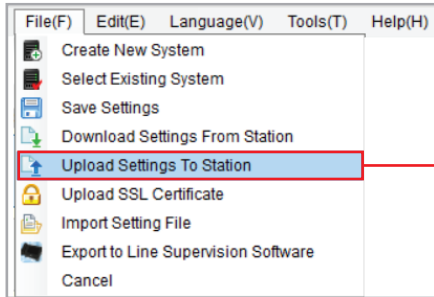 File(F) Edit(E) Language(V) Tools(T) Help(H)
Create New System
Select Existing System
Save Settings
Download Settings From Station
Upload Settings To Station
Upload SSL Certificate
Import Setting File
Export to Line Supervision Software
Cancel